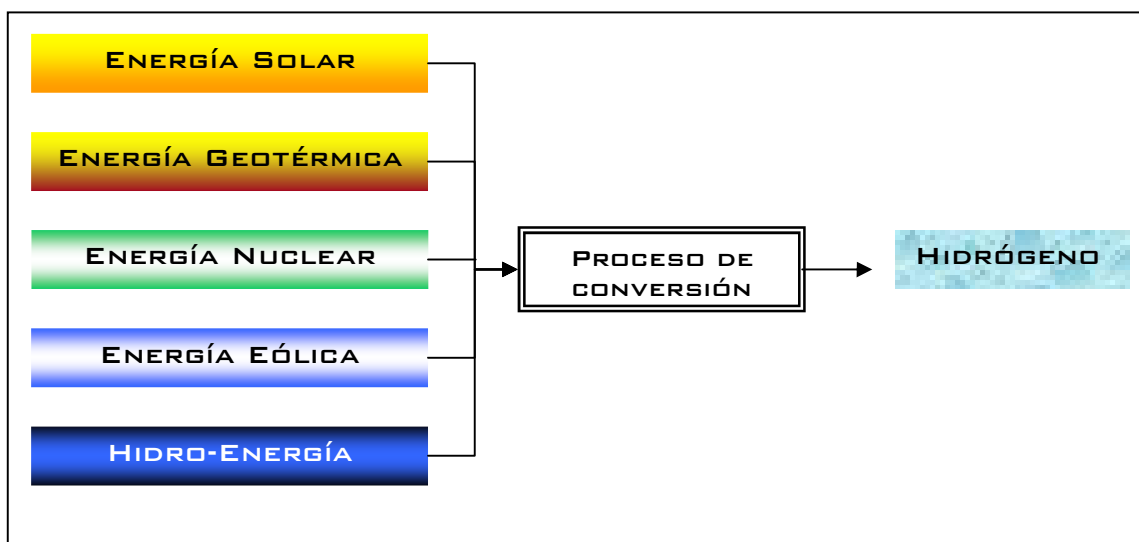 Energía Solar
Energía Geotérmica
Energía Nuclear
Energía Eólica
Hidro-Energía
Proceso de
conversión
Hidrógeno